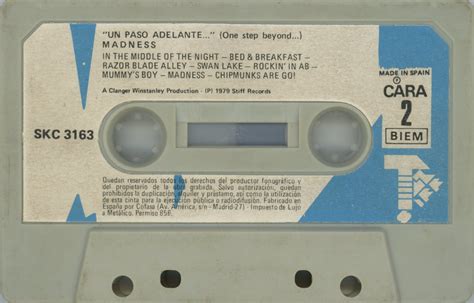 "UN PASO ADELANTE..." (One step beyond...)
MADNESS
IN THE MIDDLE OF THE NIGHT – BED & BREAKFAST –
RAZOR BLADE ALLEY – SWAN LAKE – ROCKIN' IN AB –
MUMMY'S BOY – MADNESS – CHIPMUNKS ARE GO!
A Clanger Winstanley Production - (P) 1979 Stiff Records
MADE IN SPAIN
CARA
2
BIEM
SKC 3163
Quedan reservados todos los derechos del productor fonográfico y
del propietario de la obra grabada. Salvo autorización, quedan
prohibidos la duplicación, alquiler y préstamo, así como la utilización
de esta cinta para la ejecución pública o radiodifusión. Fabricado en
España por Cofasa (Av. América, s/n - Madrid-27) - Impuesto de Lujo
a Metálico. Permiso 856.